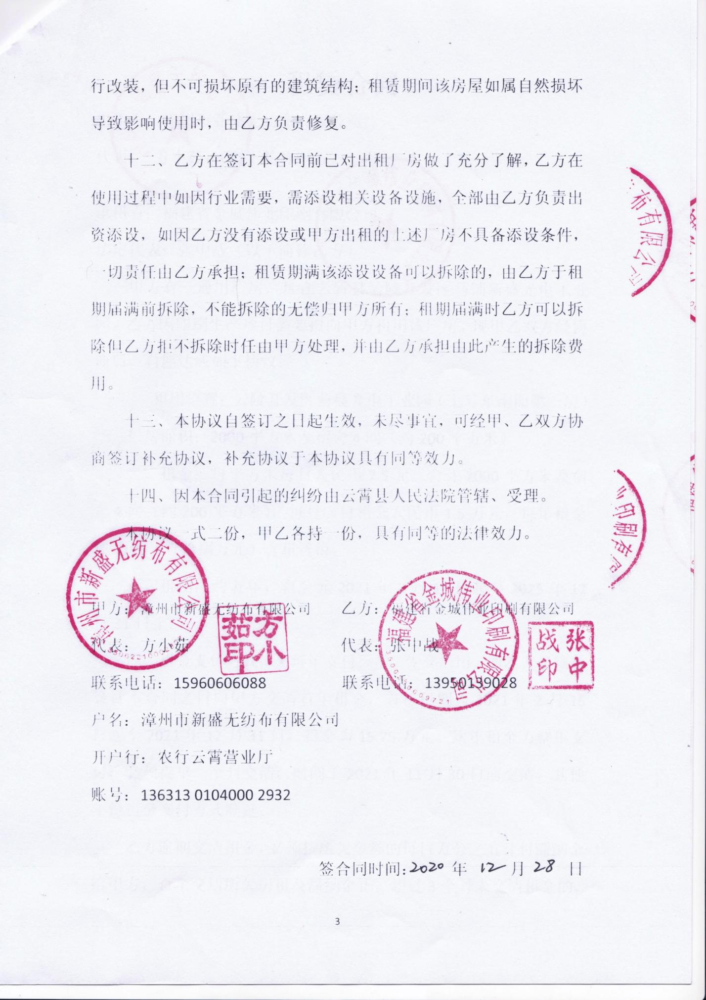 行改装，但不可损坏原有的建筑结构；租赁期间该房屋如属自然损坏
导致影响使用时，由乙方负责修复。
十二、乙方在签订本合同前已对出租厂房做了充分了解，乙方在
使用过程中如因行业需要，需添设相关设备设施，全部由乙方负责出
资添设，如因乙方没有添设或甲方出租的上述厂房不具备添设条件，
一切责任由乙方承担；租赁期满该添设设备可以拆除的，由乙方于租
期届满前拆除，不能拆除的无偿归甲方所有；租期届满时乙方可以拆
除但乙方拒不拆除时任由甲方处理，并由乙方承担由此产生的拆除费
用。
十三、本协议自签订之日起生效，未尽事宜，可经甲、乙双方协
商签订补充协议，补充协议于本协议具有同等效力。
十四、因本合同引起的纠纷由云霄县人民法院管辖、受理。
本协议一式二份，甲乙各持一份，具有同等的法律效力。
布有限公司
印刷有限
漳州市新盛无纺布有限公司
福建省金城伟业印刷有限公司
甲方：漳州市新盛无纺布有限公司
乙方：福建省金城伟业印刷有限公司
代表：方小茹
方小茹印
代表：张中战
张中战印
联系电话：15960606088
联系电话：13950139028
户名：漳州市新盛无纺布有限公司
开户行：农行云霄营业厅
账号：136313 0104000 2932
签合同时间:2020 年 12 月 28 日
3